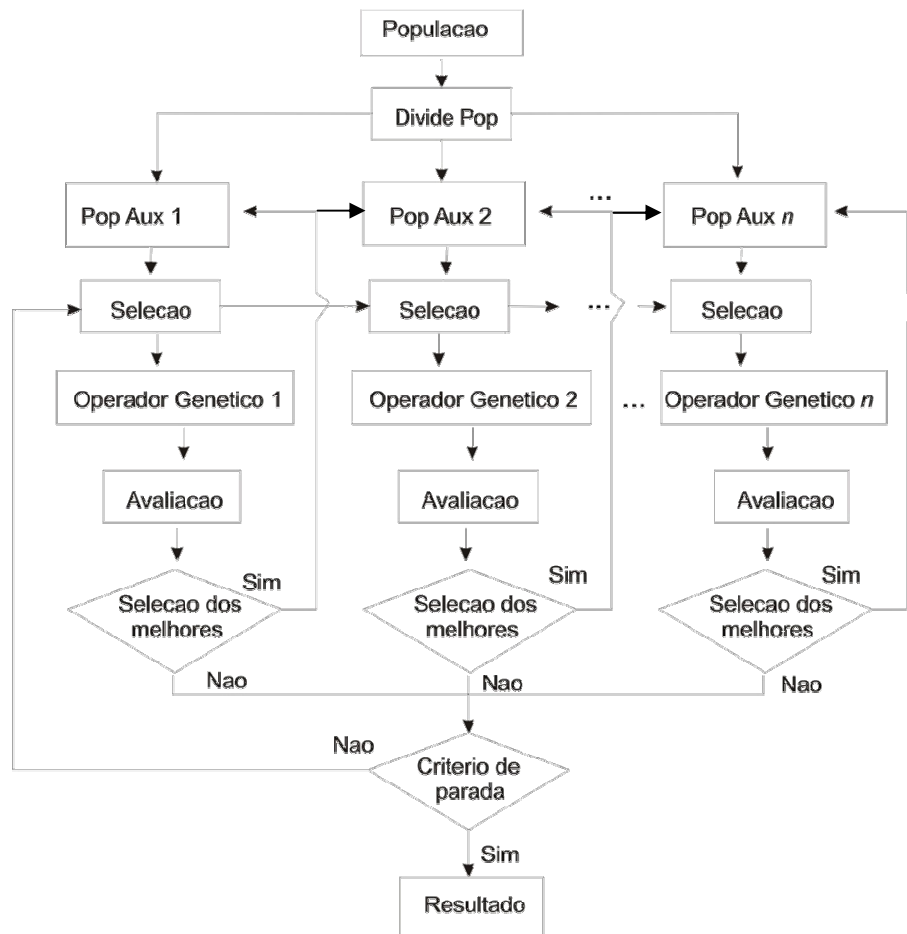 Populacao
Divide Pop
Pop Aux 1
Pop Aux 2
...
Pop Aux n
Selecao
Selecao
...
Selecao
Operador Genetico 1
Operador Genetico 2
...
Operador Genetico n
Avaliacao
Avaliacao
Avaliacao
Selecao dos
melhores
Sim
Nao
Selecao dos
melhores
Sim
Nao
Selecao dos
melhores
Sim
Nao
Criterio de
parada
Nao
Sim
Resultado